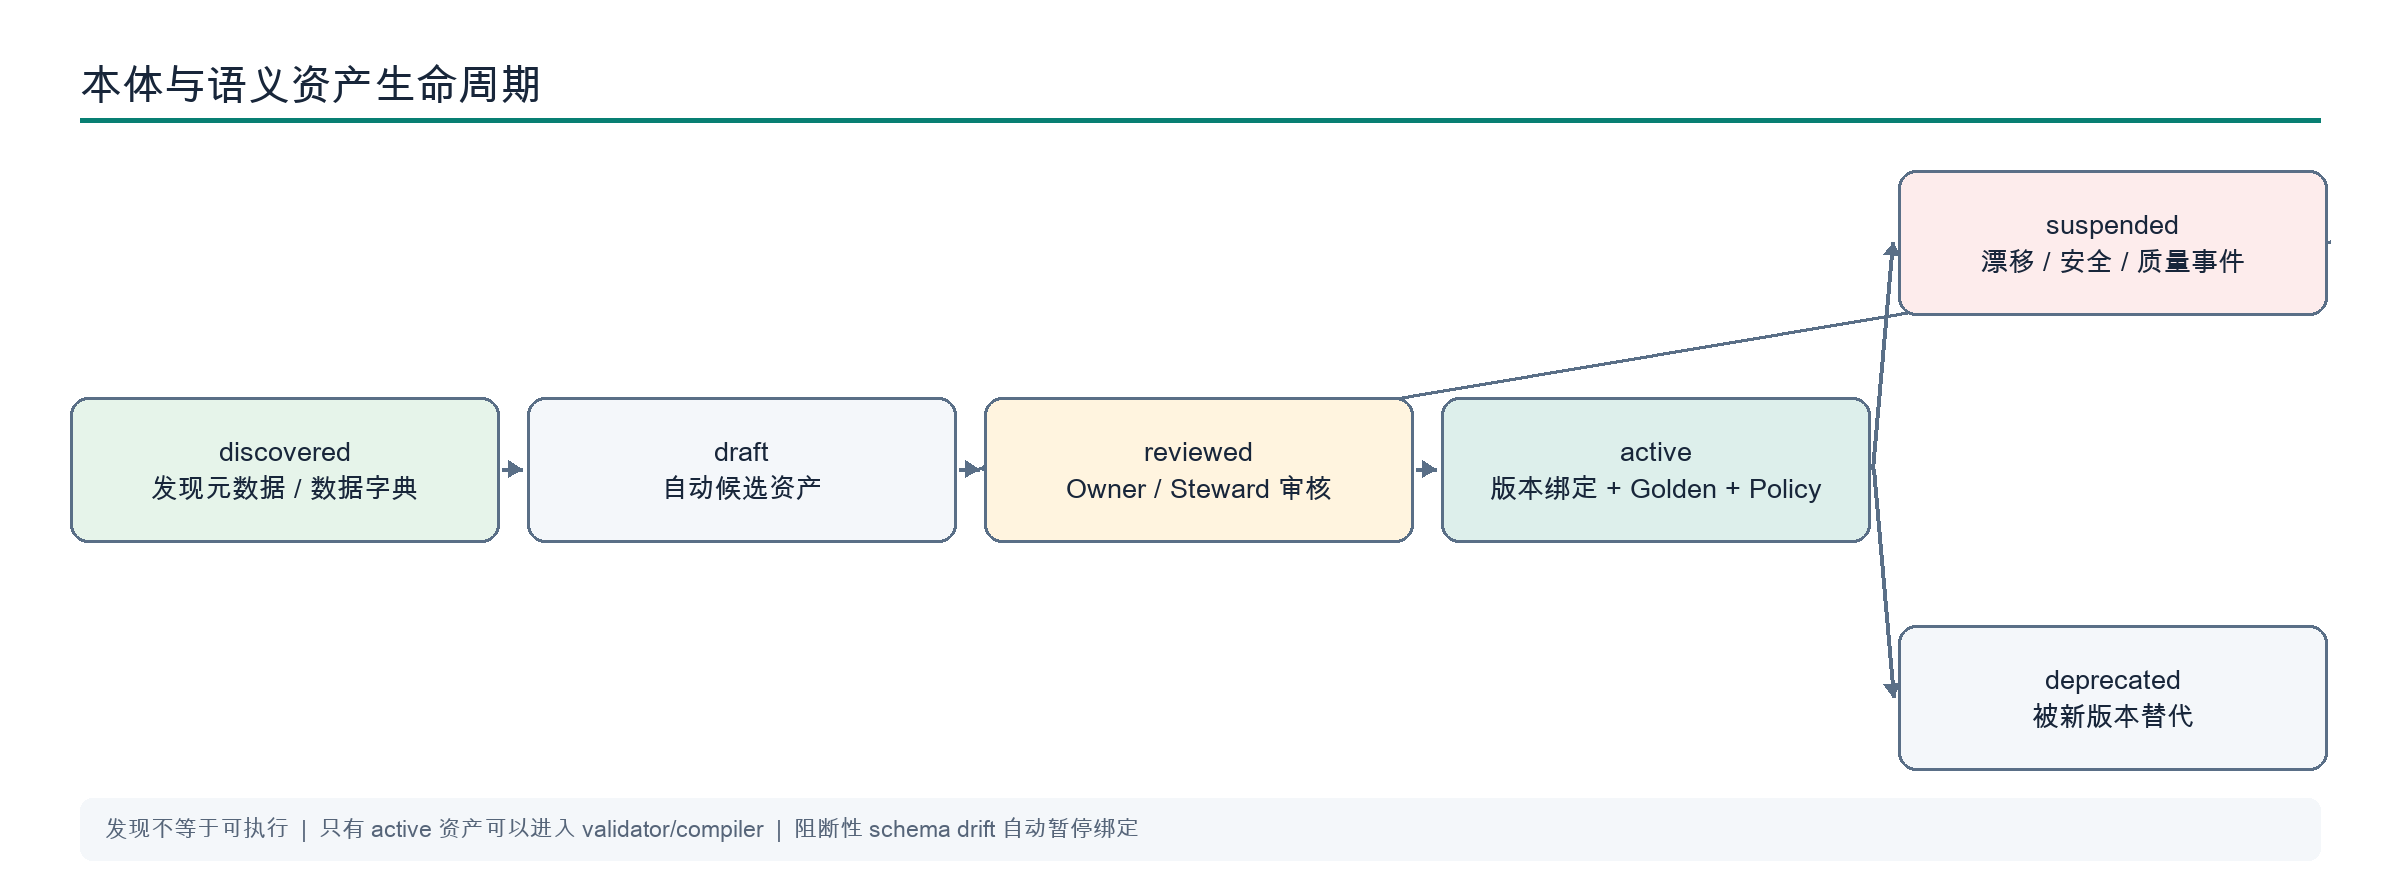 本体与语义资产生命周期
suspended
漂移 / 安全 / 质量事件
discovered
发现元数据 / 数据字典
draft
自动候选资产
reviewed
Owner / Steward 审核
active
版本绑定 + Golden + Policy
deprecated
被新版本替代
发现不等于可执行 | 只有 active 资产可以进入 validator/compiler | 阻断性 schema drift 自动暂停绑定